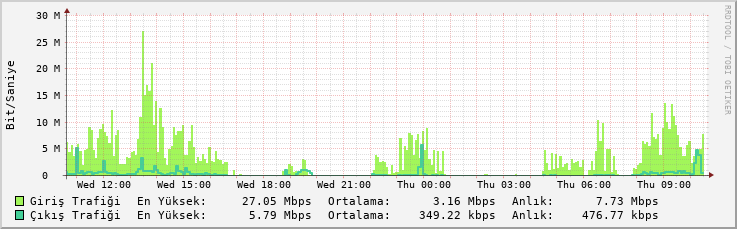 30 M
25 M
20 M
15 M
10 M
5 M
0
Bit/Saniye
RRDTOOL / TOBI OETIKER
Wed 12:00 Wed 15:00 Wed 18:00 Wed 21:00 Thu 00:00 Thu 03:00 Thu 06:00 Thu 09:00
Giriş Trafiği En Yüksek: 27.05 Mbps Ortalama: 3.16 Mbps Anlık: 7.73 Mbps
Çıkış Trafiği En Yüksek: 5.79 Mbps Ortalama: 349.22 kbps Anlık: 476.77 kbps